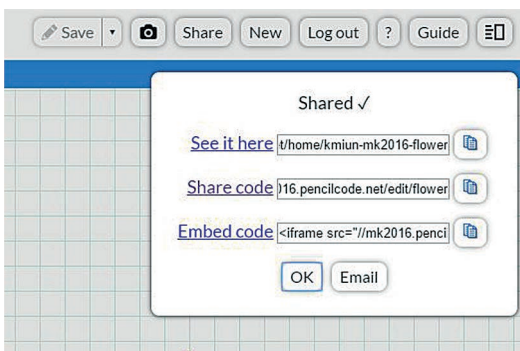 Save Share New Log out ? Guide
Shared ✓
See it here t/home/kmiun-mk2016-flower
Share code 016.pencilcode.net/edit/flower
Embed code <iframe src="//mk2016.penci
OK Email